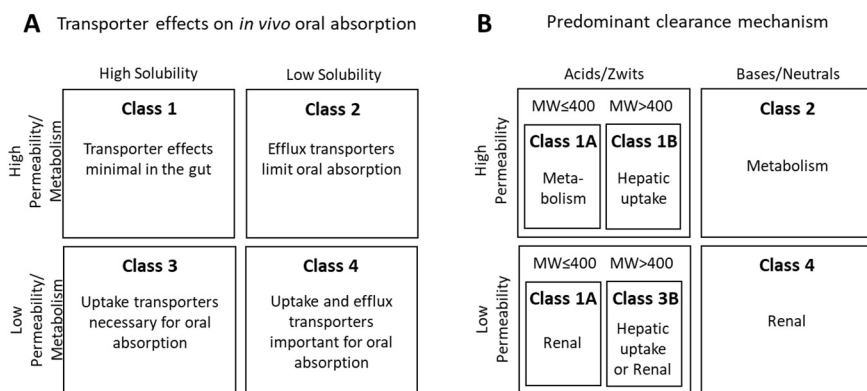 A Transporter effects on in vivo oral absorption
High Solubility
Low Solubility
High
Permeability/
Metabolism
Class 1
Transporter effects
minimal in the gut
Class 2
Efflux transporters
limit oral absorption
Low
Permeability/
Metabolism
Class 3
Uptake transporters
necessary for oral
absorption
Class 4
Uptake and efflux
transporters
important for oral
absorption
B Predominant clearance mechanism
Acids/Zwits
Bases/Neutrals
High
Permeability
MW≤400 MW>400
Class 1A
Meta-
bolism
Class 1B
Hepatic
uptake
Class 2
Metabolism
Low
Permeability
MW≤400 MW>400
Class 1A
Renal
Class 3B
Hepatic
uptake
or Renal
Class 4
Renal